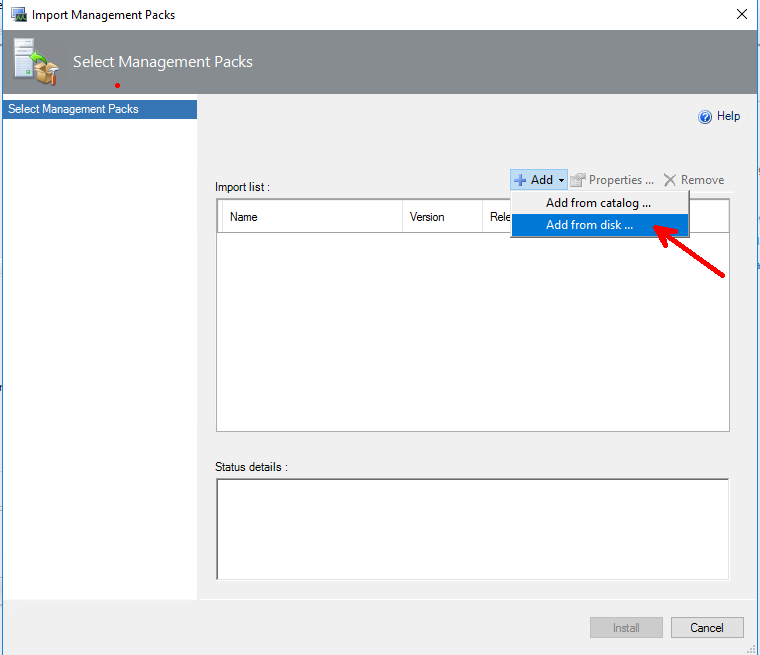 Import Management Packs
Select Management Packs
Select Management Packs
Help
Add
Properties ...
Remove
Import list :
Add from catalog ...
Name
Version
Add from disk ...
Status details :
Install
Cancel